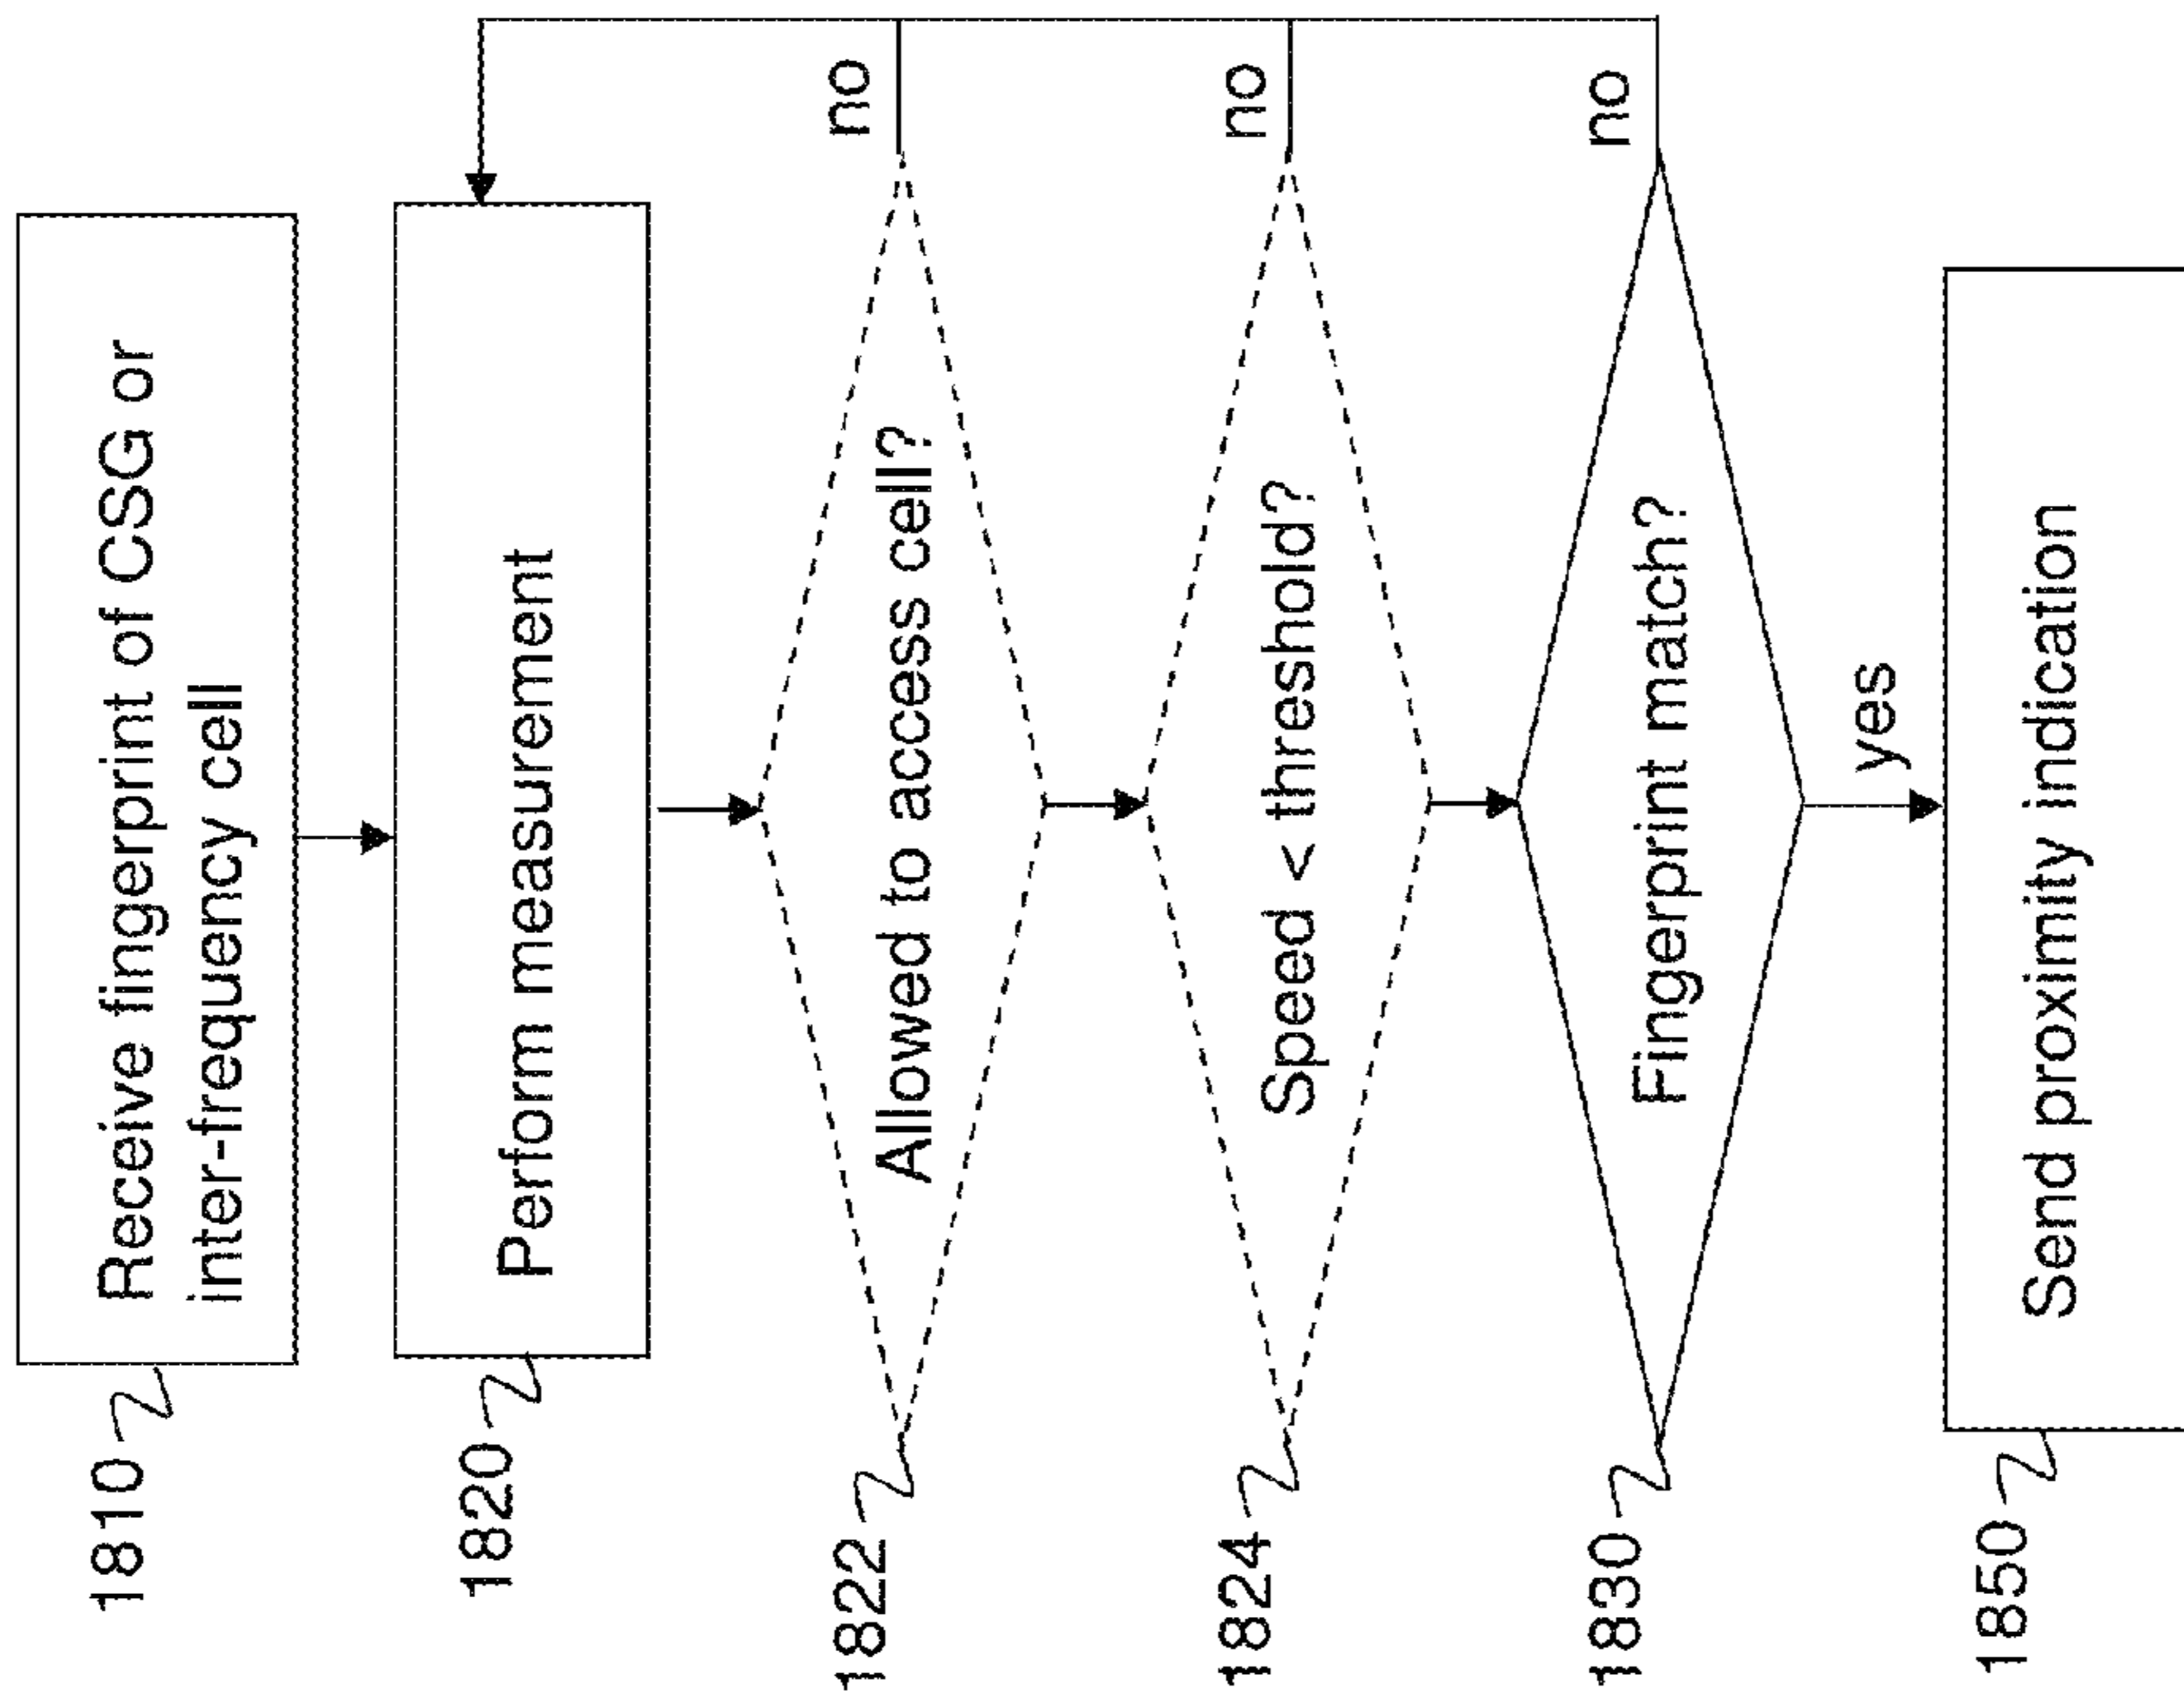 1810
Receive fingerprint of CSG or
inter-frequency cell
1820
Perform measurement
1822
Allowed to access cell?
no
1824
Speed < threshold?
no
1830
Fingerprint match?
no
yes
1850
Send proximity indication